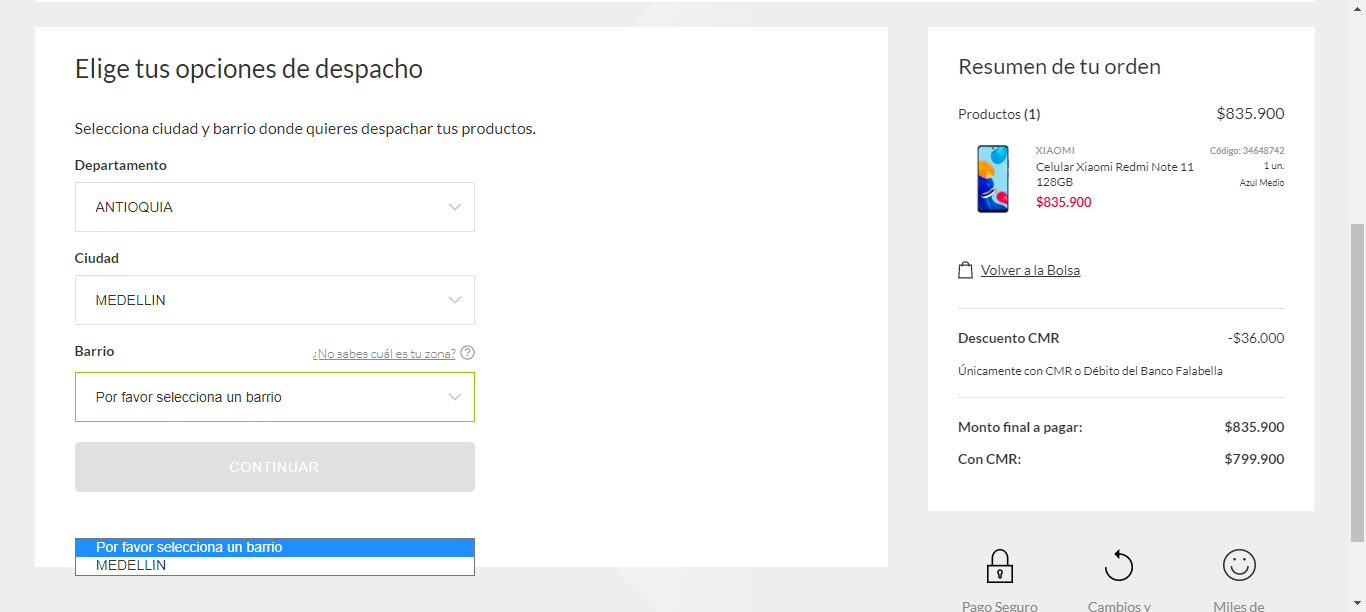 Elige tus opciones de despacho
Selecciona ciudad y barrio donde quieres despachar tus productos.
Departamento
ANTIOQUIA
Ciudad
MEDELLIN
Barrio
¿No sabes cuál es tu zona? ?
Por favor selecciona un barrio
CONTINUAR
Por favor selecciona un barrio
MEDELLIN
Resumen de tu orden
Productos (1) $835.900
XIAOMI Código: 34648742
Celular Xiaomi Redmi Note 11 1 un.
128GB Azul Medio
$835.900
Volver a la Bolsa
Descuento CMR -$36.000
Únicamente con CMR o Débito del Banco Falabella
Monto final a pagar: $835.900
Con CMR: $799.900
Pago Seguro Cambios y Miles de